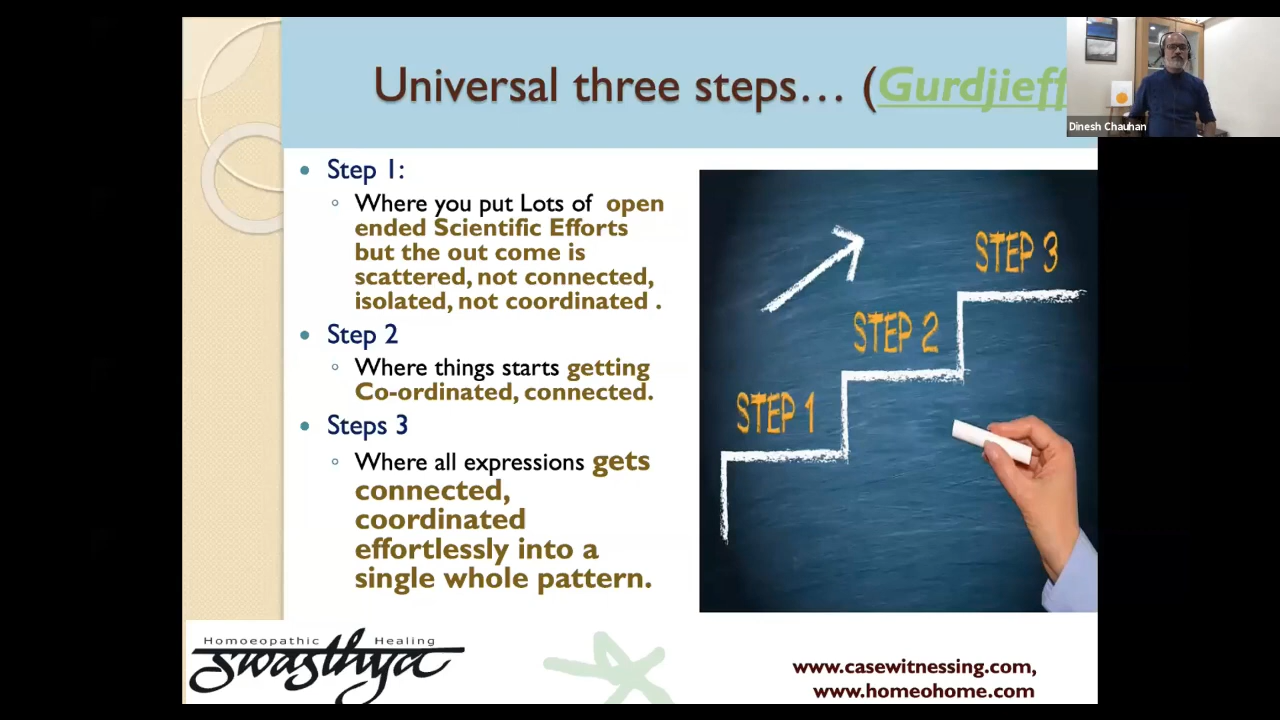 Universal three steps… (Gurdjieff
Dinesh Chauhan
Step 1:
Where you put Lots of open
ended Scientific Efforts
but the out come is
scattered, not connected,
isolated, not coordinated .
Step 2
Where things starts getting
Co-ordinated, connected.
Steps 3
Where all expressions gets
connected,
coordinated
effortlessly into a
single whole pattern.
STEP 3
STEP 2
STEP 1
Homoeopathic Healing
swasthya
www.casewitnessing.com,
www.homeohome.com